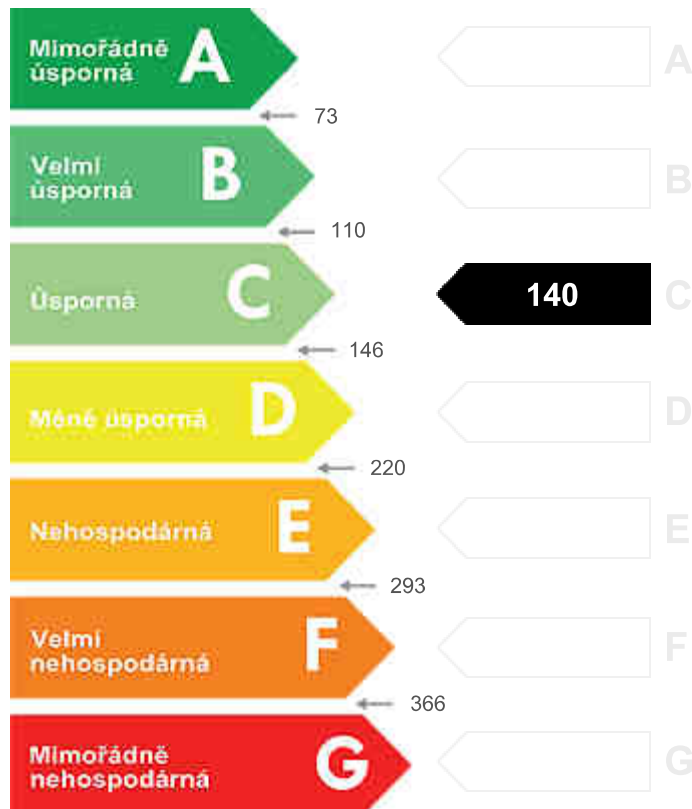 Mimořádně
úsporná
A
A
73
Velmi
úsporná
B
B
110
Úsporná
C
140
C
146
Méně úsporná
D
D
220
Nehospodárná
E
E
293
Velmi
nehospodárná
F
F
366
Mimořádně
nehospodárná
G
G